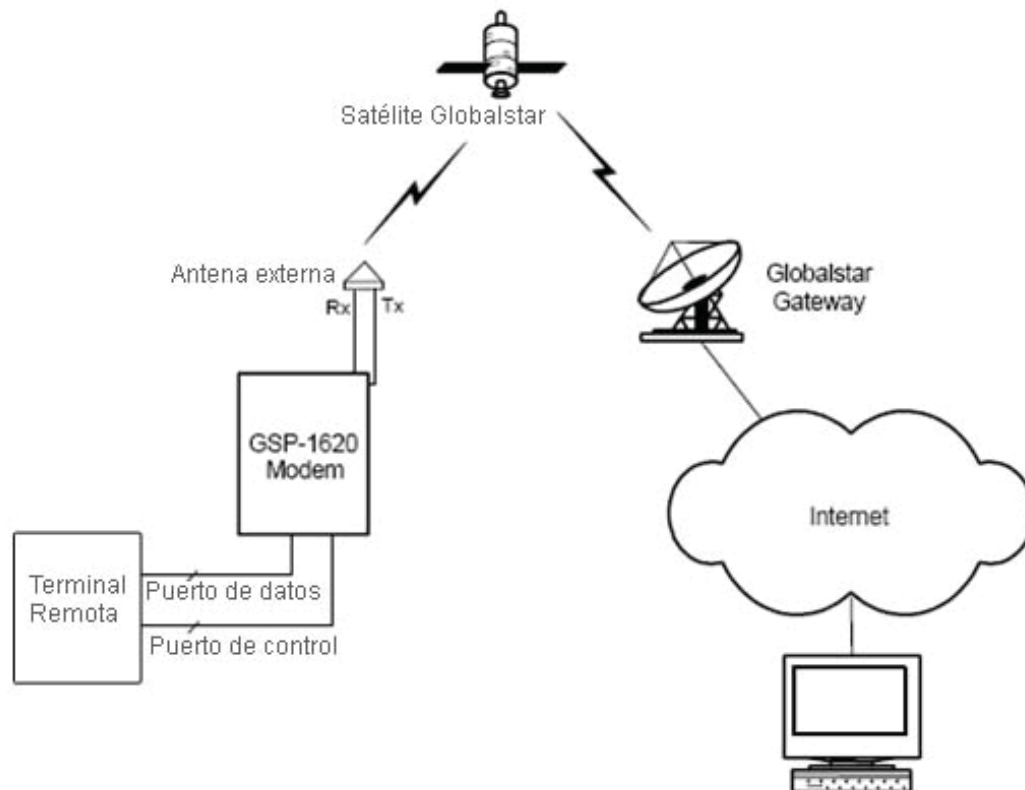 Satélite Globalstar
Antena externa
Rx
Tx
Globalstar
Gateway
GSP-1620
Modem
Internet
Terminal
Remota
Puerto de datos
Puerto de control